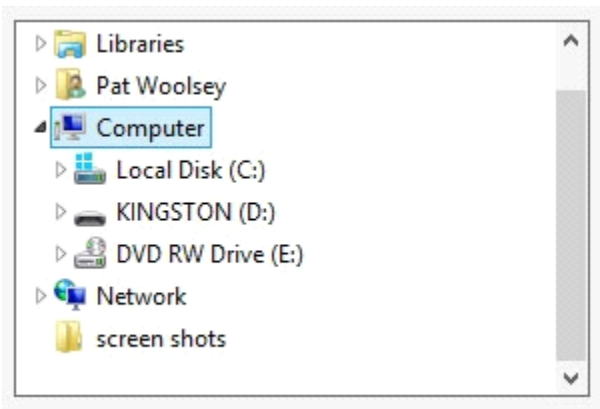 Libraries
Pat Woolsey
Computer
Local Disk (C:)
KINGSTON (D:)
DVD RW Drive (E:)
Network
screen shots